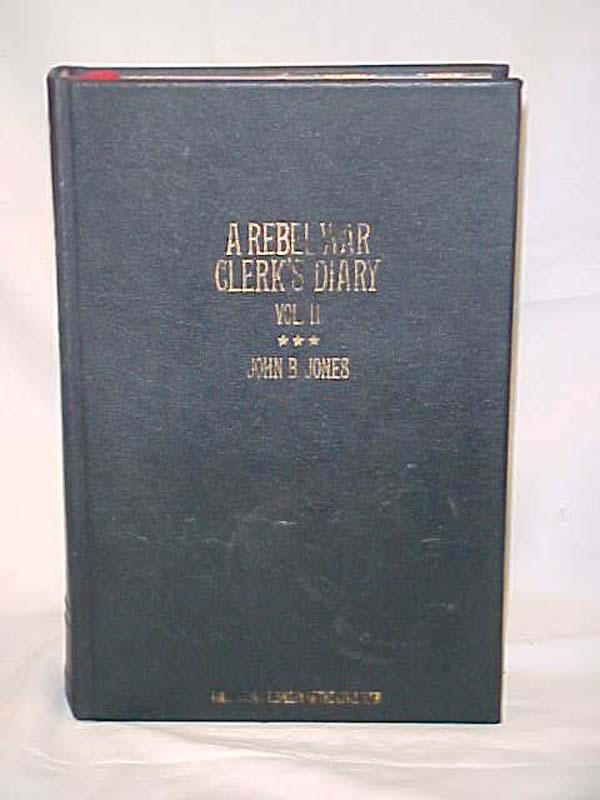 A REBEL WAR
CLERK'S DIARY
VOL. II
★★★
JOHN B JONES